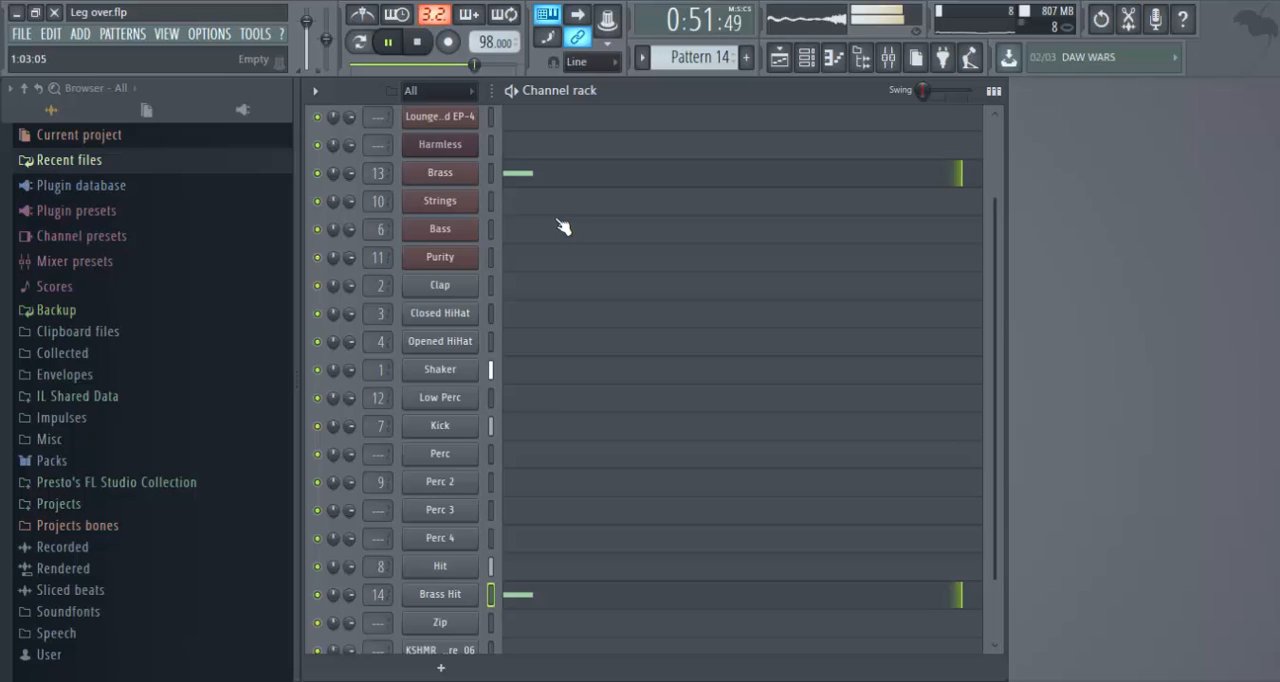 Leg over.flp
FILE EDIT ADD PATTERNS VIEW OPTIONS TOOLS ?
1:03:05 Empty
3.2.
98.000
Line
M:S:CS
0:51:49
Pattern 14
+
8 807 MB
8
02/03 DAW WARS
Browser - All
All
Channel rack
Swing
Current project
Recent files
Plugin database
Plugin presets
Channel presets
Mixer presets
Scores
Backup
Clipboard files
Collected
Envelopes
IL Shared Data
Impulses
Misc
Packs
Presto's FL Studio Collection
Projects
Projects bones
Recorded
Rendered
Sliced beats
Soundfonts
Speech
User
--- Lounge..d EP-4
--- Harmless
13 Brass
10 Strings
6 Bass
11 Purity
2 Clap
3 Closed HiHat
4 Opened HiHat
1 Shaker
12 Low Perc
7 Kick
--- Perc
9 Perc 2
--- Perc 3
--- Perc 4
8 Hit
14 Brass Hit
--- Zip
--- KSHMR ...re_06
+